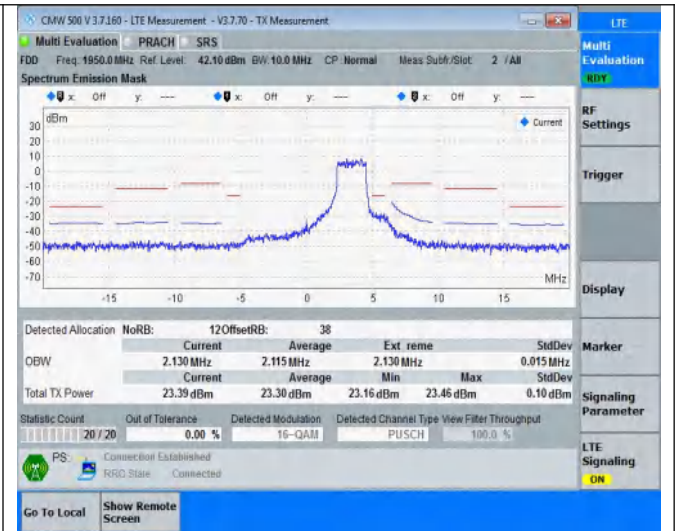 CMW 500 V 3.7.160 - LTE Measurement - V3.7.70 - TX Measurement
LTE
Multi Evaluation PRACH SRS
Multi Evaluation
RDY
FDD Freq: 1950.0 MHz Ref. Level: 42.10 dBm BW: 10.0 MHz CP: Normal Meas Subfr./Slot: 2 / All
Spectrum Emission Mask
x: Off y: --- x: Off y: --- x: Off y: ---
RF Settings
dBm
Current
30
20
10
0
-10
-20
-30
-40
-50
-60
-70
MHz
-15 -10 -5 0 5 10 15
Trigger
Display
Detected Allocation NoRB: 12 OffsetRB: 38
Current Average Ext reme StdDev
OBW 2.130 MHz 2.115 MHz 2.130 MHz 0.015 MHz
Current Average Min Max StdDev
Total TX Power 23.39 dBm 23.30 dBm 23.16 dBm 23.46 dBm 0.10 dBm
Marker
Signaling Parameter
Statistic Count Out of Tolerance Detected Modulation Detected Channel Type View Filter Throughput
20 / 20 0.00 % 16-QAM PUSCH 100.0 %
PS: Connection Established
RRC State Connected
LTE Signaling
ON
Go To Local
Show Remote Screen